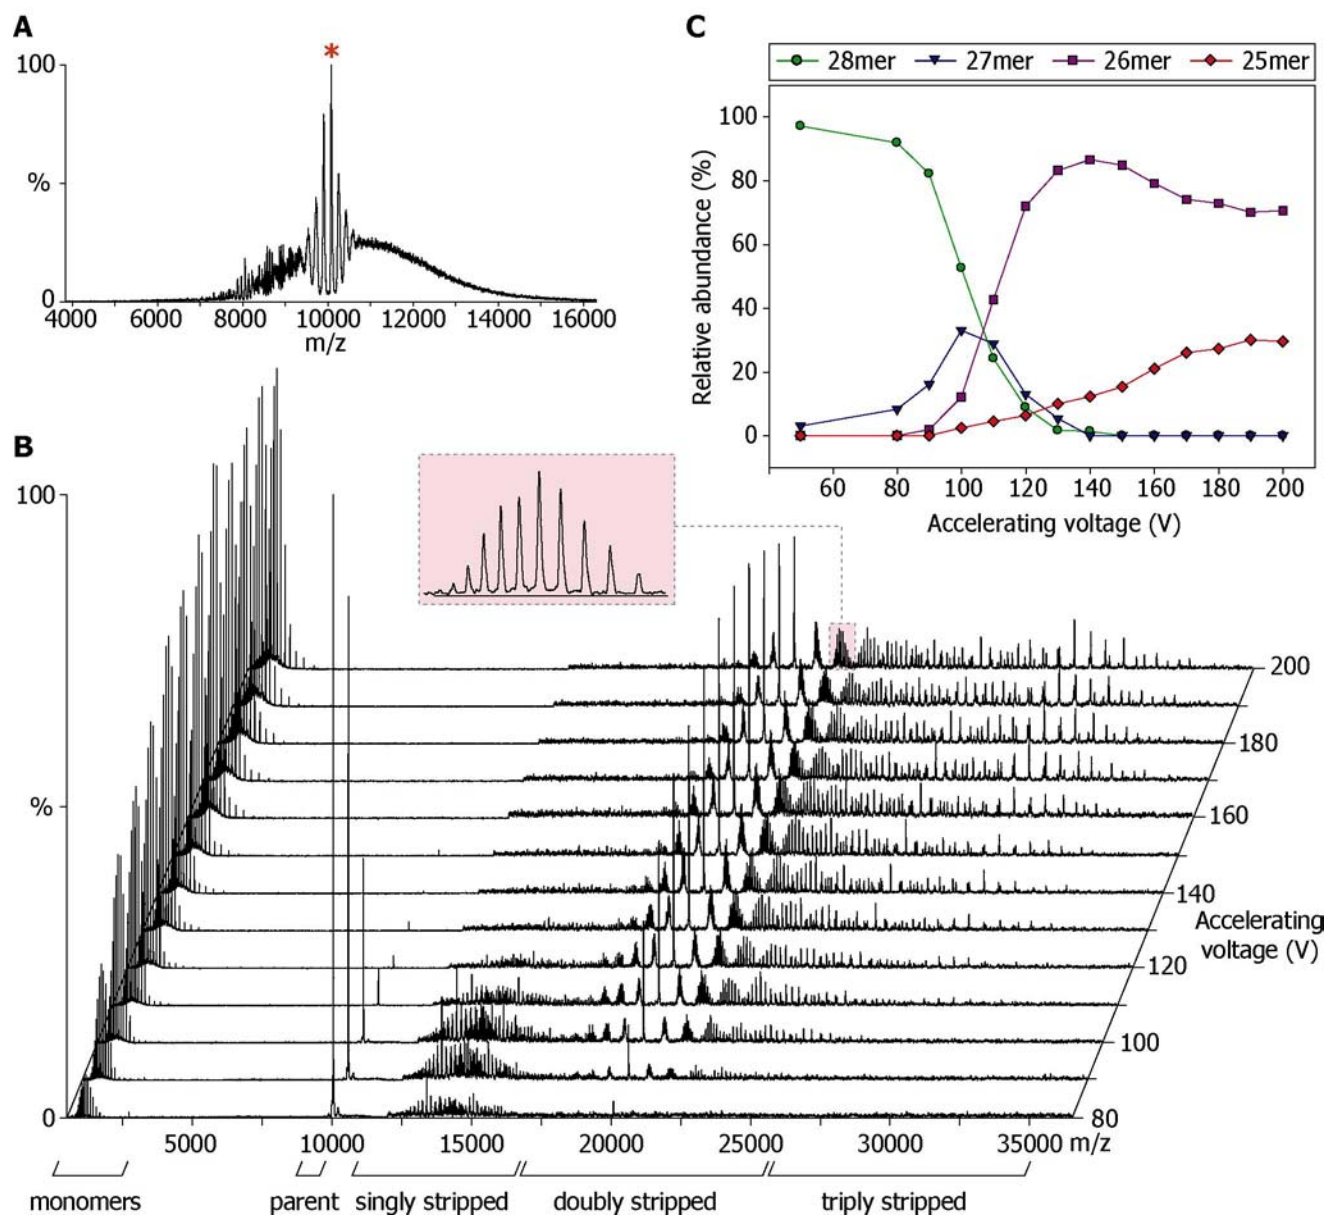 A
*
100
%
0
4000 6000 8000 10000 12000 14000 16000
m/z
C
28mer 27mer 26mer 25mer
100
80
60
40
20
0
Relative abundance (%)
60 80 100 120 140 160 180 200
Accelerating voltage (V)
B
100
%
0
200
180
160
140
120
100
80
Accelerating
voltage (V)
5000 10000 15000 20000 25000 30000 35000 m/z
monomers parent singly stripped doubly stripped triply stripped